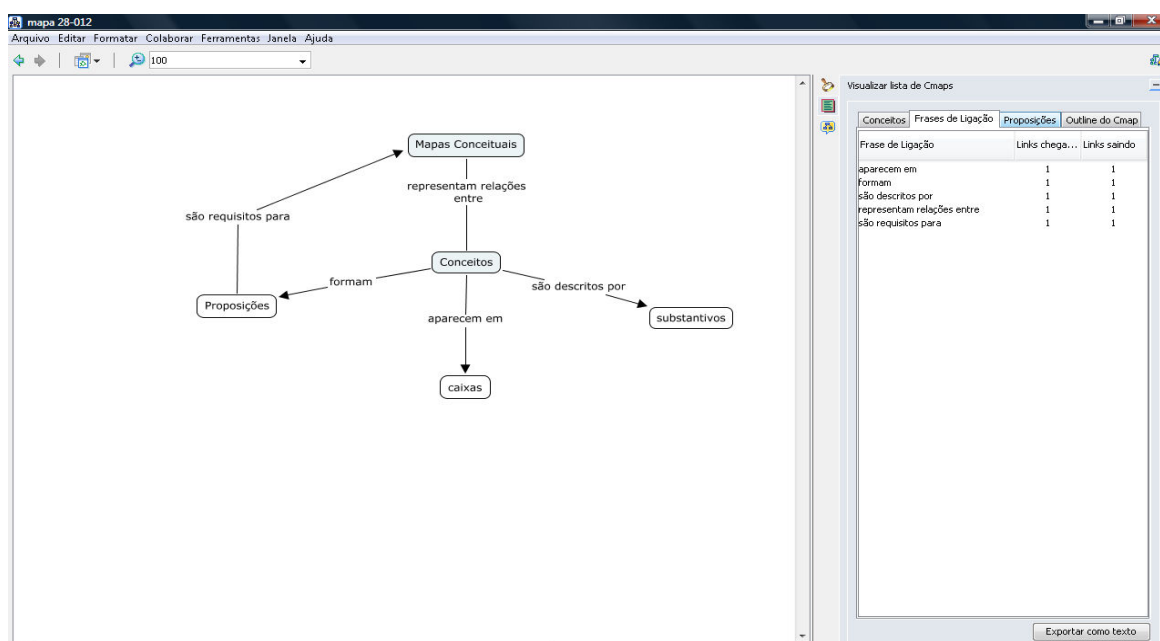 mapa 28-012
Arquivo Editar Formatar Colaborar Ferramentas Janela Ajuda
100
Mapas Conceituais
representam relações
entre
são requisitos para
Conceitos
formam
são descritos por
Proposições
aparecem em
substantivos
caixas
Visualizar lista de Cmaps
Conceitos Frases de Ligação Proposições Outline do Cmap
Frase de Ligação Links chega... Links saindo
aparecem em 1 1
formam 1 1
são descritos por 1 1
representam relações entre 1 1
são requisitos para 1 1
Exportar como texto